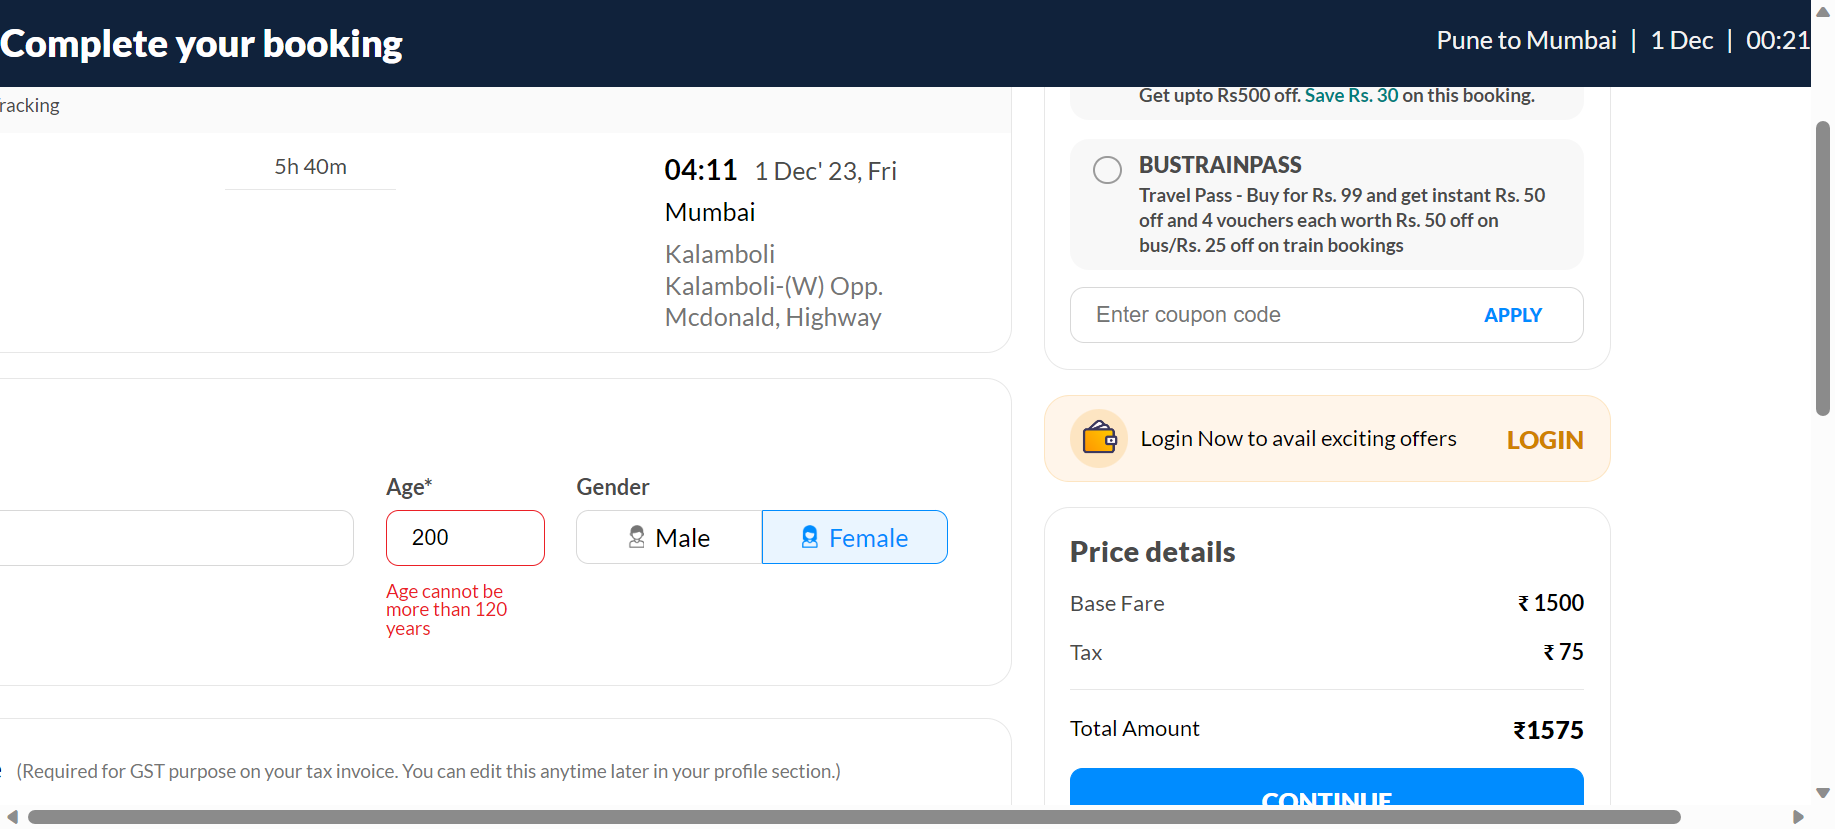 Complete your booking
Pune to Mumbai | 1 Dec | 00:21
racking
5h 40m
04:11 1 Dec' 23, Fri
Mumbai
Kalamboli
Kalamboli-(W) Opp.
Mcdonald, Highway
Age*
200
Age cannot be
more than 120
years
Gender
Male
Female
(Required for GST purpose on your tax invoice. You can edit this anytime later in your profile section.)
Get upto Rs500 off. Save Rs. 30 on this booking.
BUSTRAINPASS
Travel Pass - Buy for Rs. 99 and get instant Rs. 50
off and 4 vouchers each worth Rs. 50 off on
bus/Rs. 25 off on train bookings
Enter coupon code APPLY
Login Now to avail exciting offers LOGIN
Price details
Base Fare ₹ 1500
Tax ₹ 75
Total Amount ₹1575
CONTINUE